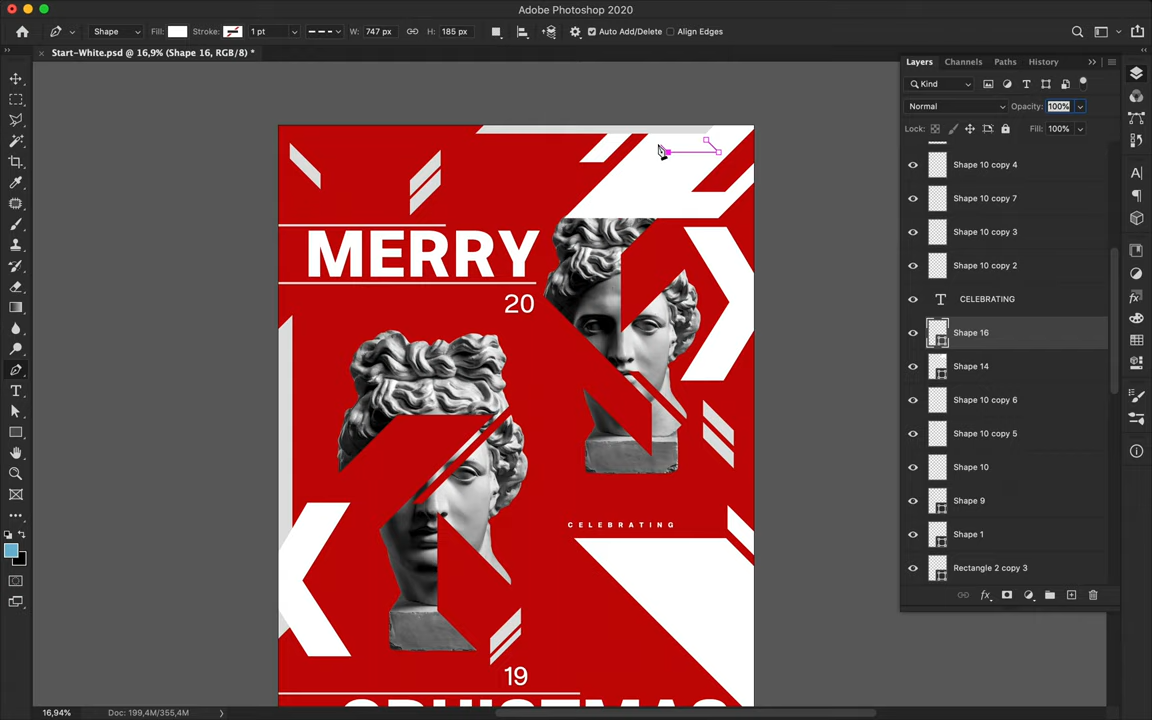 Adobe Photoshop 2020
Shape Fill: Stroke: 1 pt W: 747 px H: 185 px Auto Add/Delete Align Edges
× Start-White.psd @ 16,9% (Shape 16, RGB/8) *
Layers Channels Paths History
Kind
Normal Opacity: 100%
Lock: Fill: 100%
Shape 10 copy 4
Shape 10 copy 7
Shape 10 copy 3
Shape 10 copy 2
CELEBRATING
Shape 16
Shape 14
Shape 10 copy 6
Shape 10 copy 5
Shape 10
Shape 9
Shape 1
Rectangle 2 copy 3
MERRY
20
CELEBRATING
19
CHRISTMAS
16,94% Doc: 199,4M/355,4M